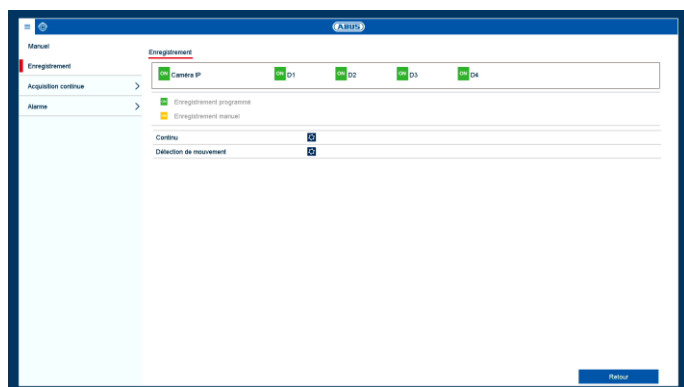 ABUS
Manuel
Enregistrement
Acquisition continue
Alarme
Enregistrement
ON Caméra IP ON D1 ON D2 ON D3 ON D4
ON Enregistrement programmé
ON Enregistrement manuel
Continu
Détection de mouvement
Retour